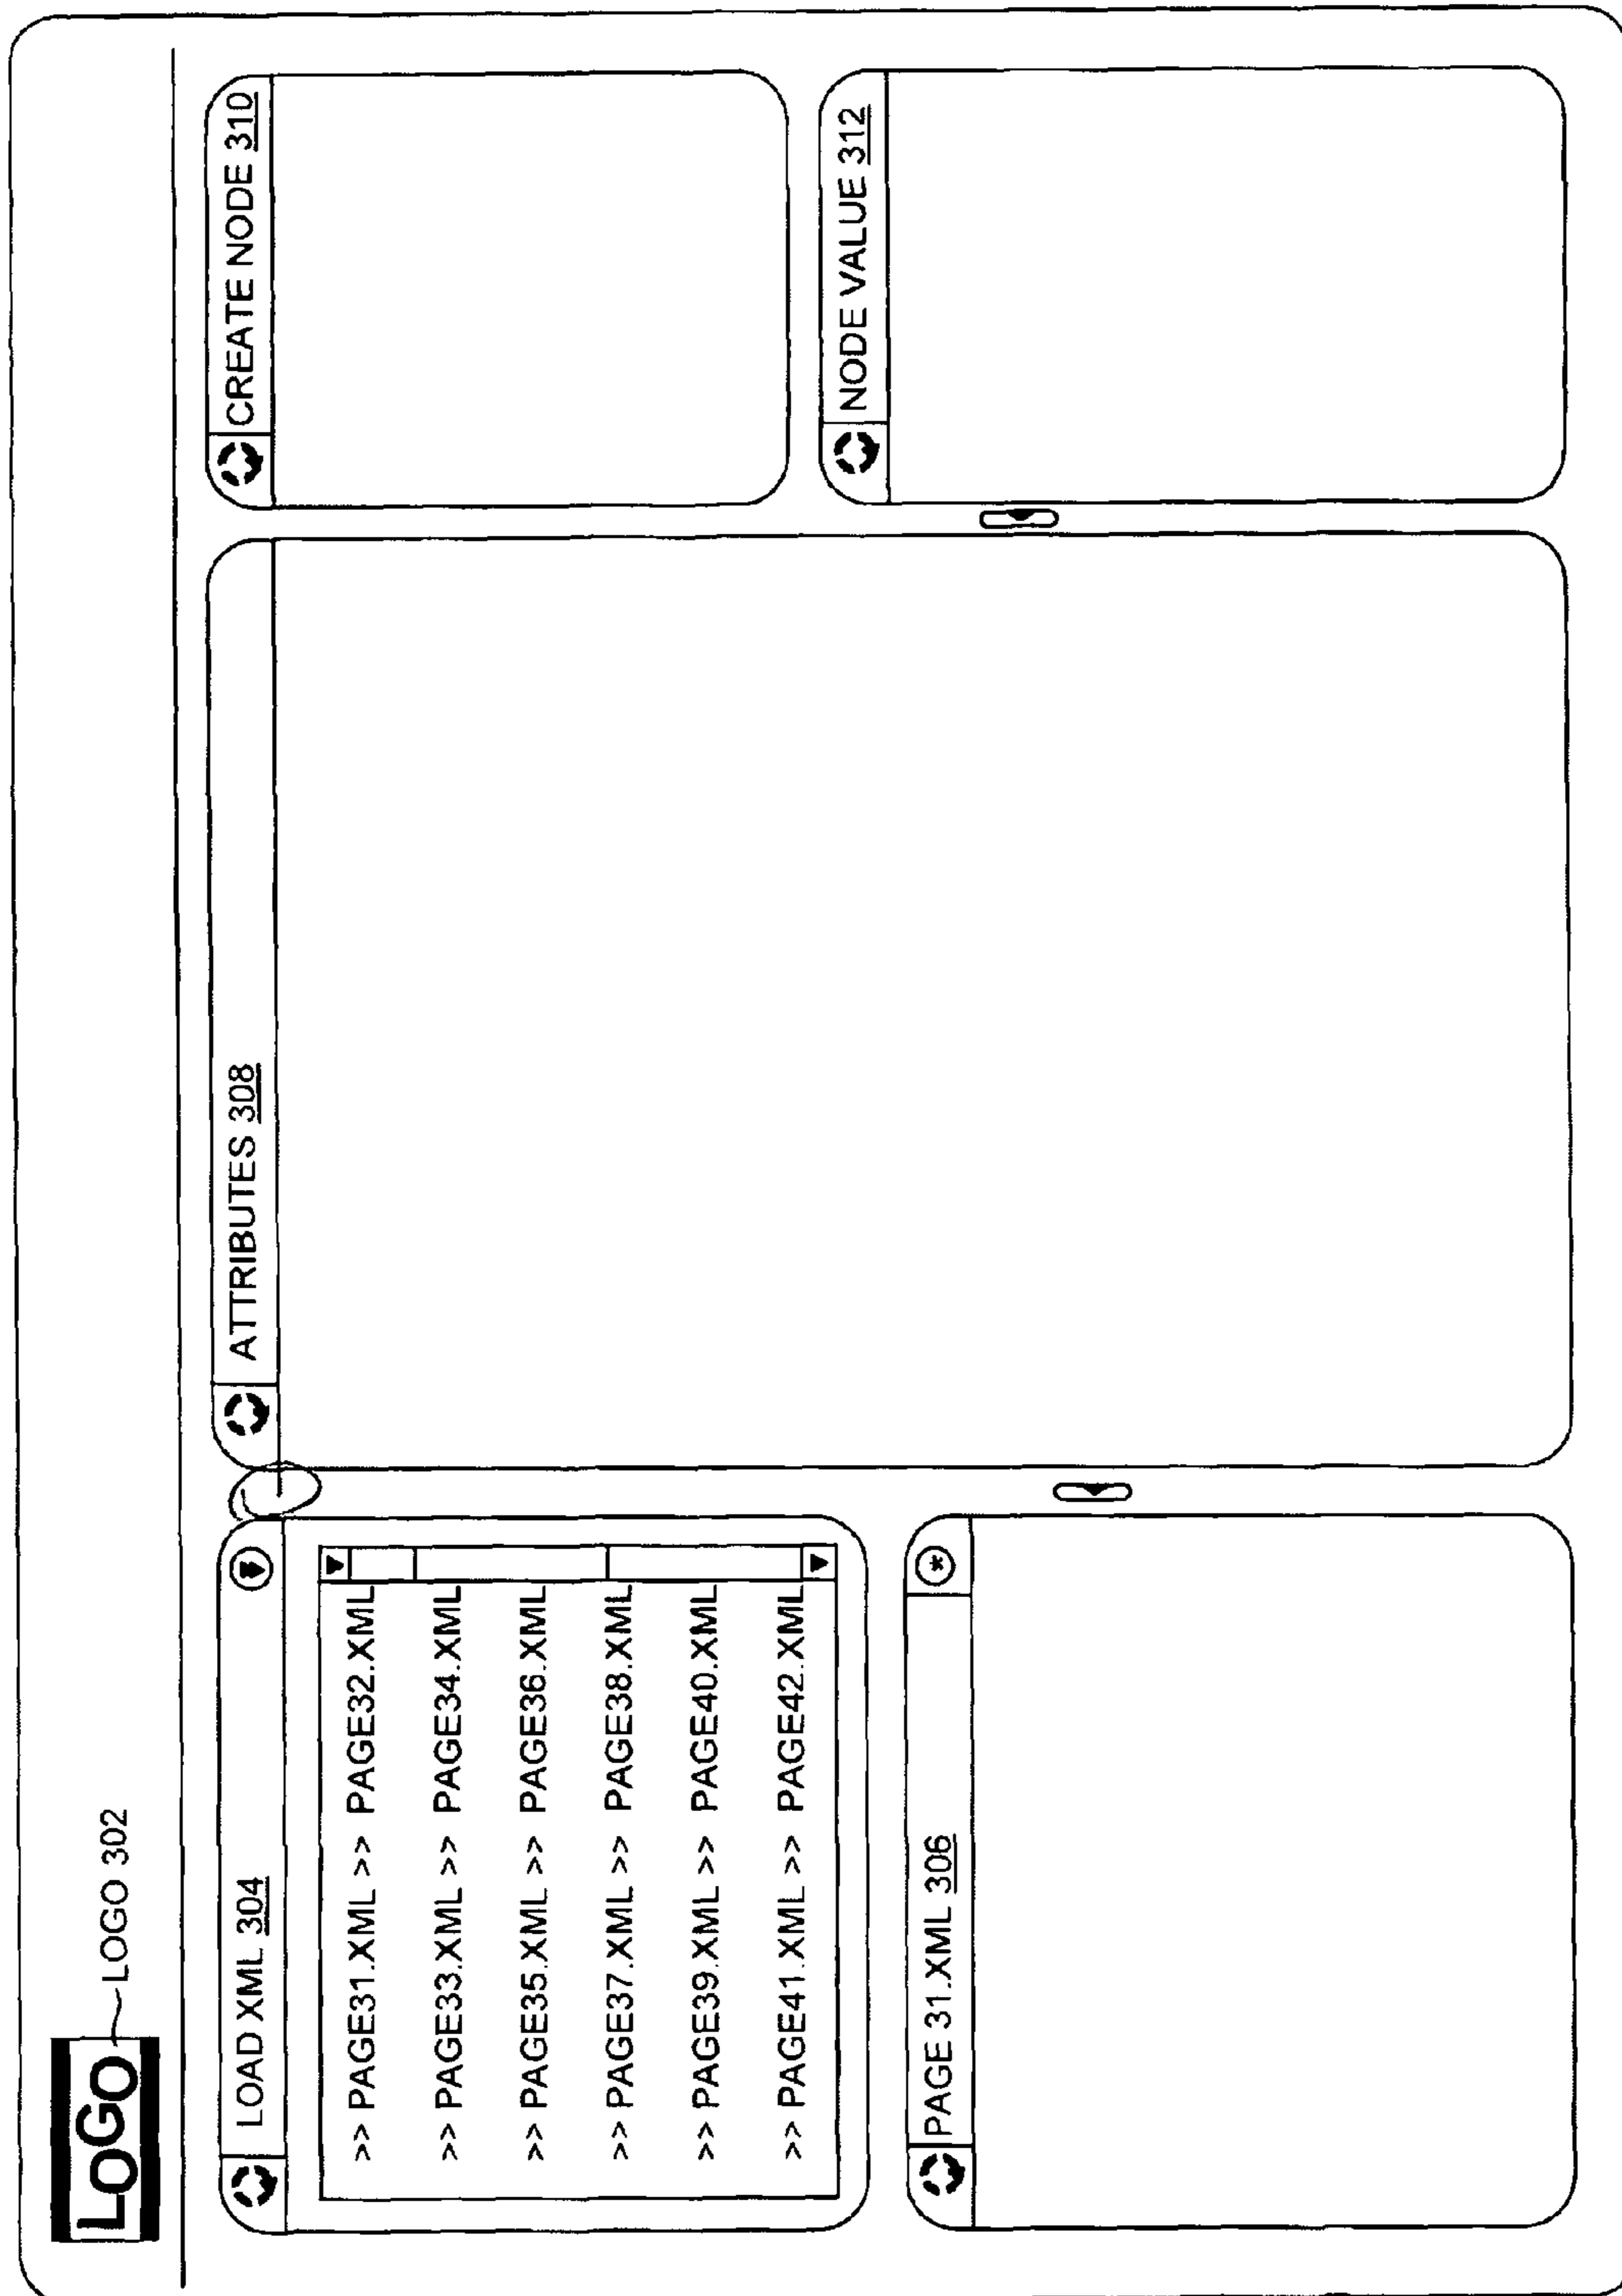 LOGO
LOGO 302
LOAD XML 304
>> PAGE31.XML >> PAGE32.XML
>> PAGE33.XML >> PAGE34.XML
>> PAGE35.XML >> PAGE36.XML
>> PAGE37.XML >> PAGE38.XML
>> PAGE39.XML >> PAGE40.XML
>> PAGE41.XML >> PAGE42.XML
PAGE 31.XML 306
*
ATTRIBUTES 308
CREATE NODE 310
NODE VALUE 312